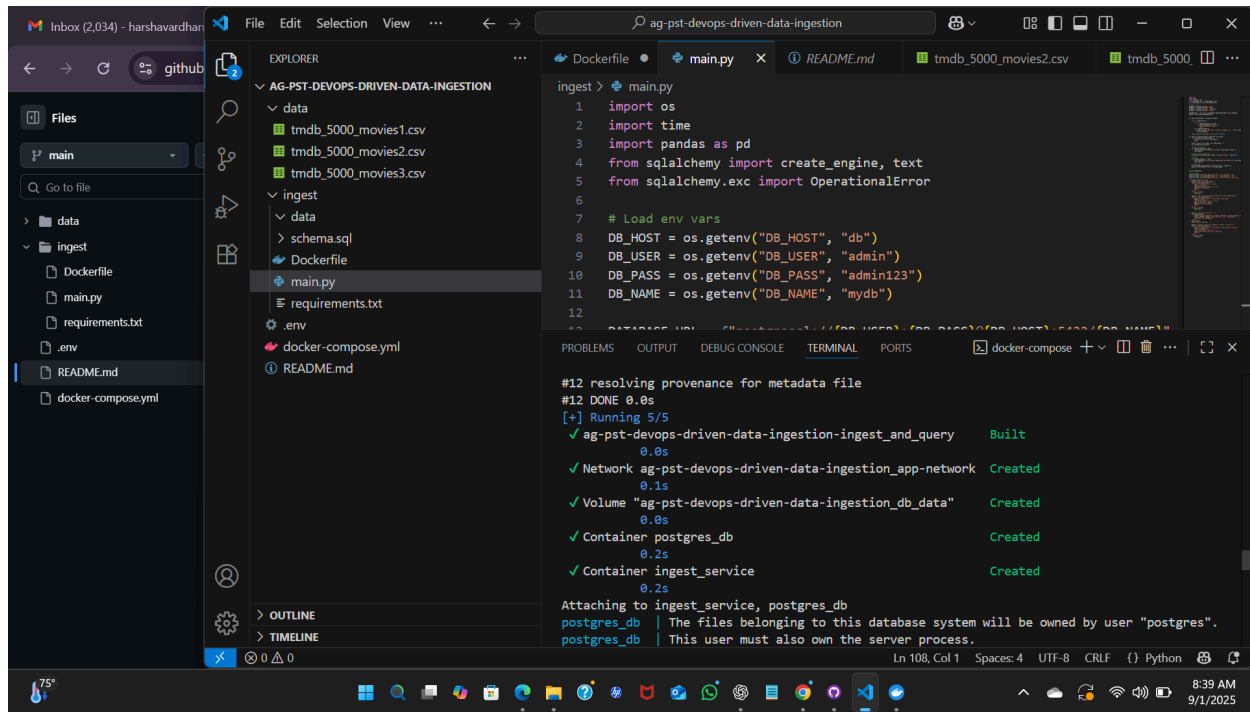 Inbox (2,034) - harshavardhan
github
Files
main
Go to file
data
ingest
Dockerfile
main.py
requirements.txt
.env
README.md
docker-compose.yml
File Edit Selection View ···
ag-pst-devops-driven-data-ingestion
2
EXPLORER ···
AG-PST-DEVOPS-DRIVEN-DATA-INGESTION
data
tmdb_5000_movies1.csv
tmdb_5000_movies2.csv
tmdb_5000_movies3.csv
ingest
data
schema.sql
Dockerfile
main.py
requirements.txt
.env
docker-compose.yml
README.md
OUTLINE
TIMELINE
Dockerfile main.py README.md tmdb_5000_movies2.csv tmdb_5000_ ···
ingest > main.py
1 import os
2 import time
3 import pandas as pd
4 from sqlalchemy import create_engine, text
5 from sqlalchemy.exc import OperationalError
6
7 # Load env vars
8 DB_HOST = os.getenv("DB_HOST", "db")
9 DB_USER = os.getenv("DB_USER", "admin")
10 DB_PASS = os.getenv("DB_PASS", "admin123")
11 DB_NAME = os.getenv("DB_NAME", "mydb")
12
PROBLEMS OUTPUT DEBUG CONSOLE TERMINAL PORTS docker-compose ···
#12 resolving provenance for metadata file
#12 DONE 0.0s
[+] Running 5/5
✓ ag-pst-devops-driven-data-ingestion-ingest_and_query Built
0.0s
✓ Network ag-pst-devops-driven-data-ingestion_app-network Created
0.1s
✓ Volume "ag-pst-devops-driven-data-ingestion_db_data" Created
0.0s
✓ Container postgres_db Created
0.2s
✓ Container ingest_service Created
0.2s
Attaching to ingest_service, postgres_db
postgres_db | The files belonging to this database system will be owned by user "postgres".
postgres_db | This user must also own the server process.
0 0 Ln 108, Col 1 Spaces: 4 UTF-8 CRLF {} Python
75°
8:39 AM
9/1/2025